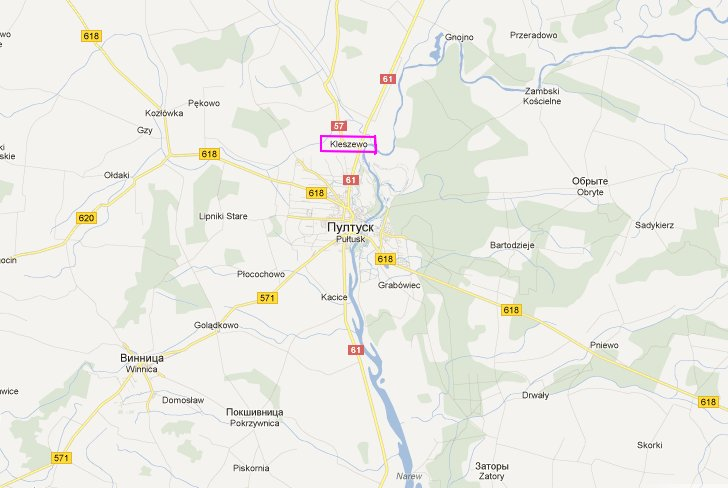 Gnojno
Przeradowo
618
61
Zambski
Kościelne
Pękowo
Kozłówka
Gzy
57
Kleszewo
618
Ołdaki
61
618
Обрыте
Obryte
620
Lipniki Stare
Пултуск
Pułtusk
Sadykierz
Bartodzieje
ocin
618
Płocochowo
Grabówiec
571
Kacice
618
Gołądkowo
61
Pniewo
Винница
Winnica
Domosław
Drwały
618
Покшивница
Pokrzywnica
Skorki
571
Piskornia
Заторы
Zatory
Narew